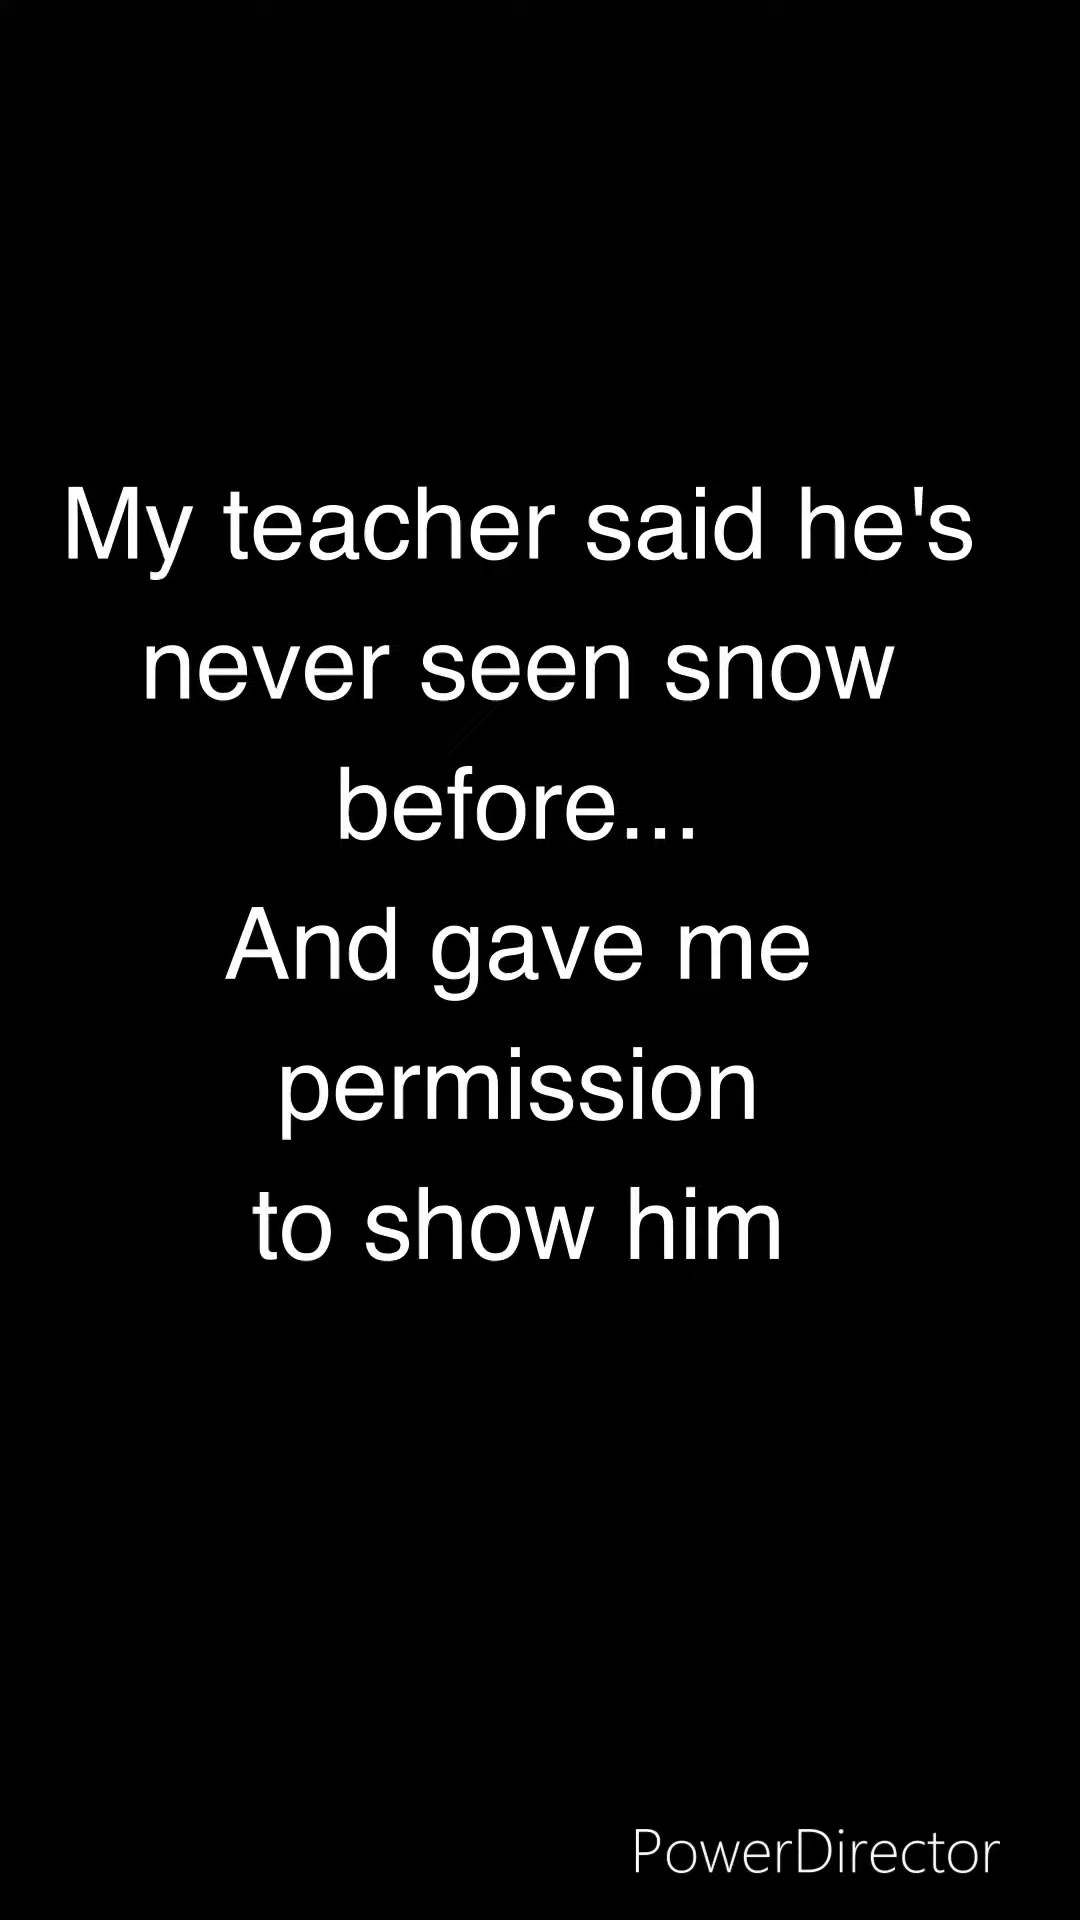 My teacher said he's
never seen snow
before...
And gave me
permission
to show him
PowerDirector